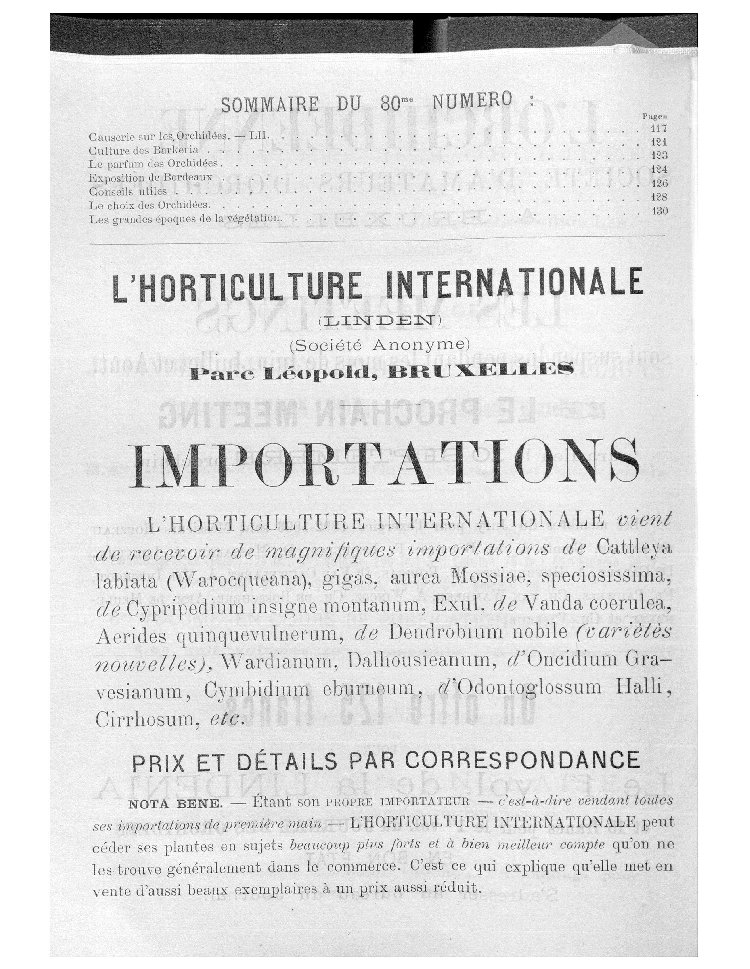 SOMMAIRE DU 80me NUMERO :
Pages
Causerie sur les Orchidées. — LII. 117
Culture des Barkeria 121
Le parfum des Orchidées. 123
Exposition de Bordeaux 124
Conseils utiles 126
Le choix des Orchidées. 128
Les grandes époques de la végétation. 130
L'HORTICULTURE INTERNATIONALE
(LINDEN)
(Société Anonyme)
Parc Léopold, BRUXELLES
IMPORTATIONS
L'HORTICULTURE INTERNATIONALE vient
de recevoir de magnifiques importations de Cattleya
labiata (Warocqueana), gigas, aurea Mossiae, speciosissima,
de Cypripedium insigne montanum, Exul. de Vanda coerulea,
Aerides quinquevulnerum, de Dendrobium nobile (variétés
nouvelles), Wardianum, Dalhousieanum, d'Oncidium Gra-
vesianum, Cymbidium eburneum, d'Odontoglossum Halli,
Cirrhosum, etc.
PRIX ET DÉTAILS PAR CORRESPONDANCE
NOTA BENE. — Étant son PROPRE IMPORTATEUR — c'est-à-dire vendant toutes
ses importations de première main — L'HORTICULTURE INTERNATIONALE peut
céder ses plantes en sujets beaucoup plus forts et à bien meilleur compte qu'on ne
les trouve généralement dans le commerce. C'est ce qui explique qu'elle met en
vente d'aussi beaux exemplaires à un prix aussi réduit.